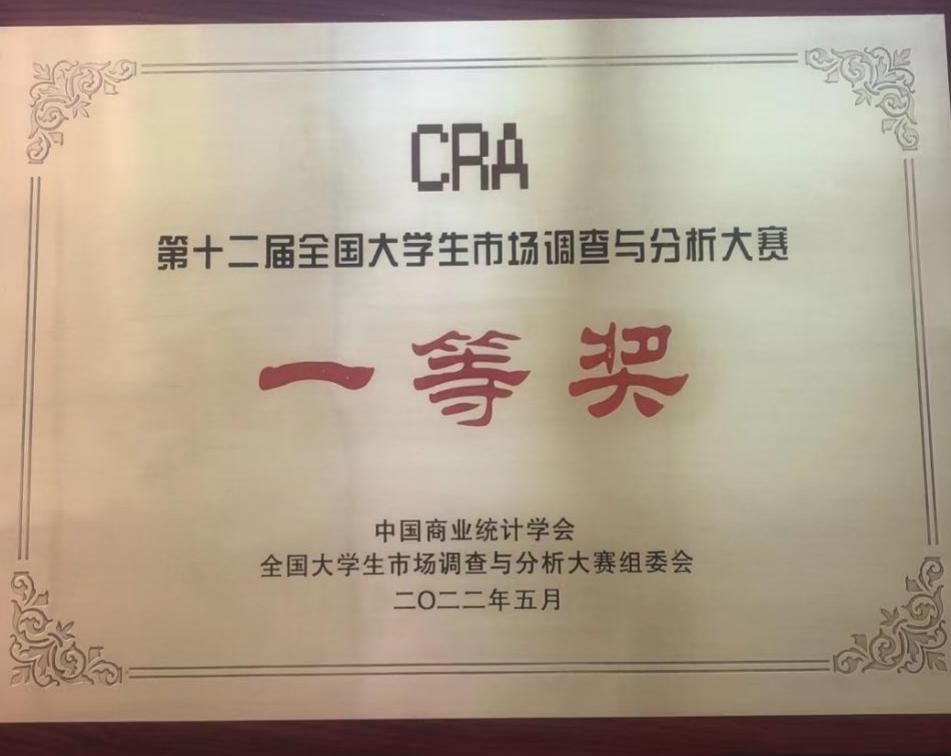 CRA
第十二届全国大学生市场调查与分析大赛
一等奖
中国商业统计学会
全国大学生市场调查与分析大赛组委会
二〇二二年五月